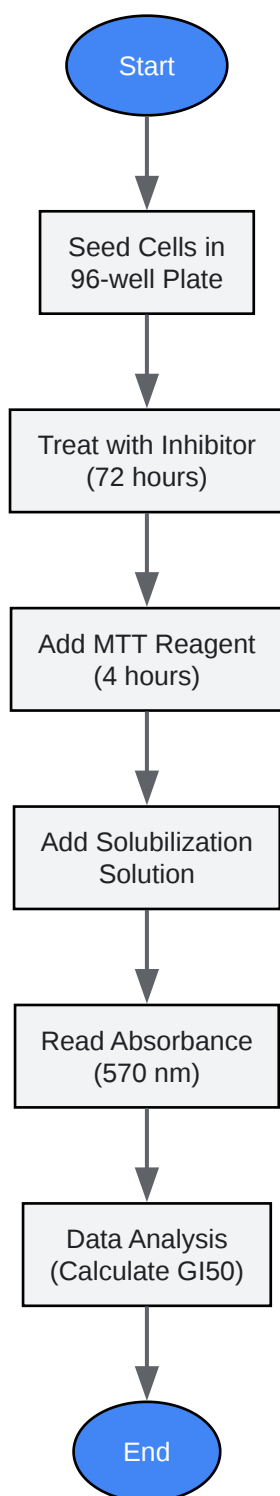 Start
Seed Cells in
96-well Plate
Treat with Inhibitor
(72 hours)
Add MTT Reagent
(4 hours)
Add Solubilization
Solution
Read Absorbance
(570 nm)
Data Analysis
(Calculate GI50)
End